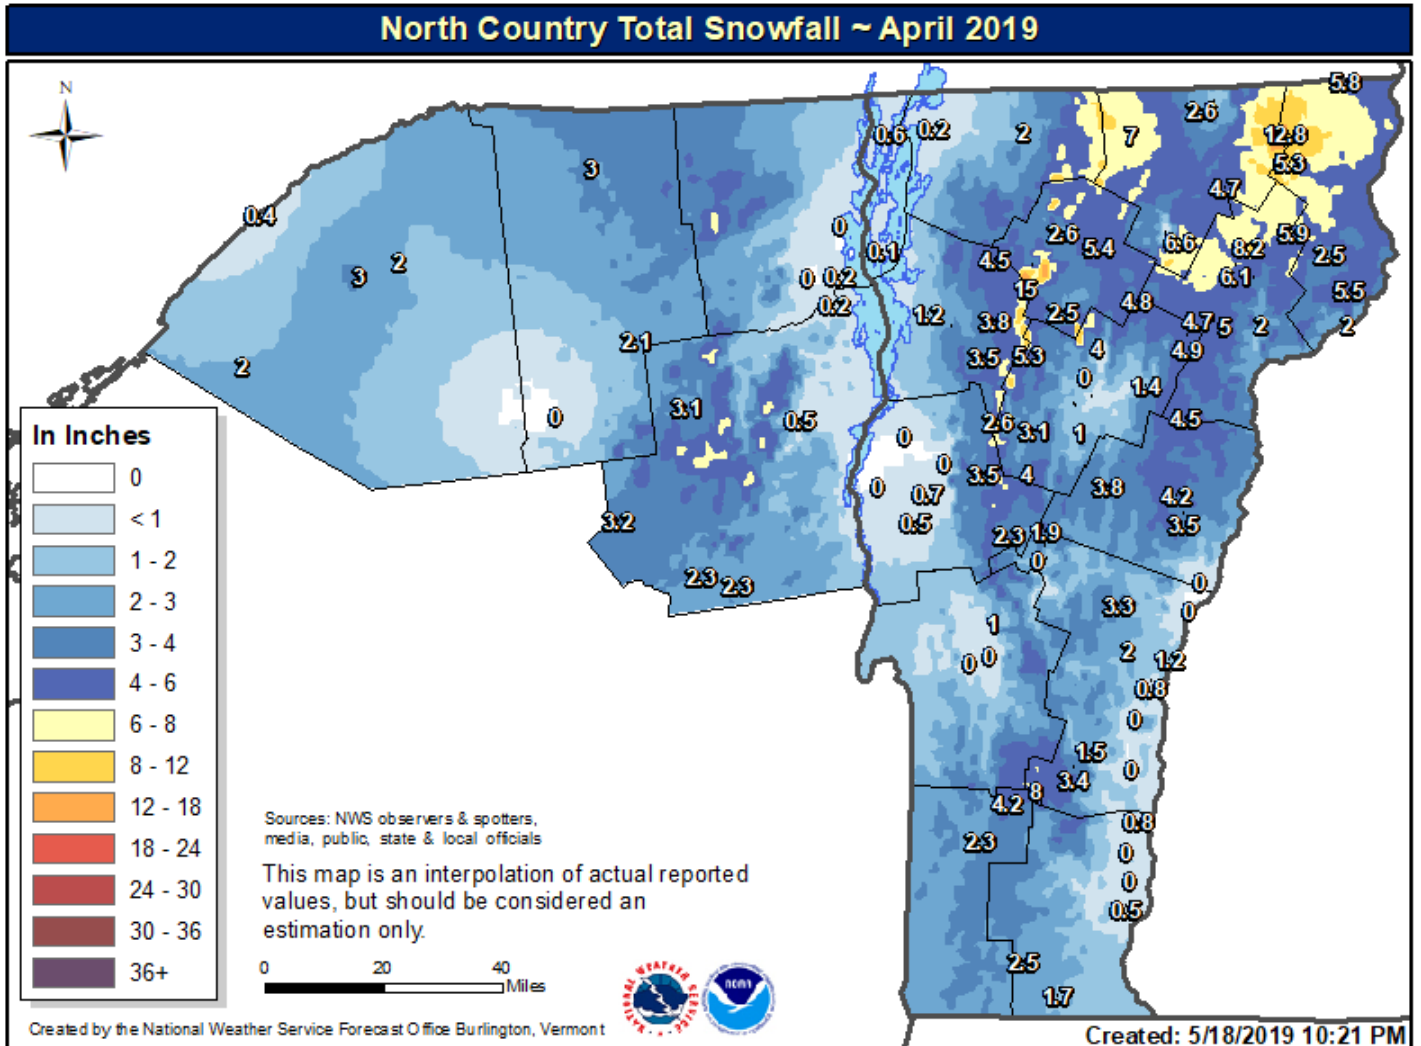 North Country Total Snowfall ~ April 2019
N
5.8
2.6
0.6 0.2 2 7 12.8
3 5.3
4.7
0.4
0 2.6 5.4 6.6 8.2 5.9
0.1 4.5 2.5
3 2 0 0.2 6.1
15 4.8 5.5
0.2 1.2 3.8 2.5 4.7 5 2 2
2.1 3.5 5.3 4 4.9
2 0 1.4
0 3.1 0.5 2.6 3.1 1 4.5
0
0 3.5 4
0 0.7 3.8 4.2
3.2 0.5 2.3 1.9 3.5
0
2.3 2.3 0
3.3 0
1
0 0 2 1.2
0.8
0
1.5
0
3.4
8
4.2
0.8
2.3
0
0
0.5
2.5
1.7
In Inches
0
< 1
1 - 2
2 - 3
3 - 4
4 - 6
6 - 8
8 - 12
12 - 18
18 - 24
24 - 30
30 - 36
36+
Sources: NWS observers & spotters,
media, public, state & local officials
This map is an interpolation of actual reported
values, but should be considered an
estimation only.
0 20 40
Miles
NATIONAL WEATHER SERVICE
noaa
Created by the National Weather Service Forecast Office Burlington, Vermont
Created: 5/18/2019 10:21 PM